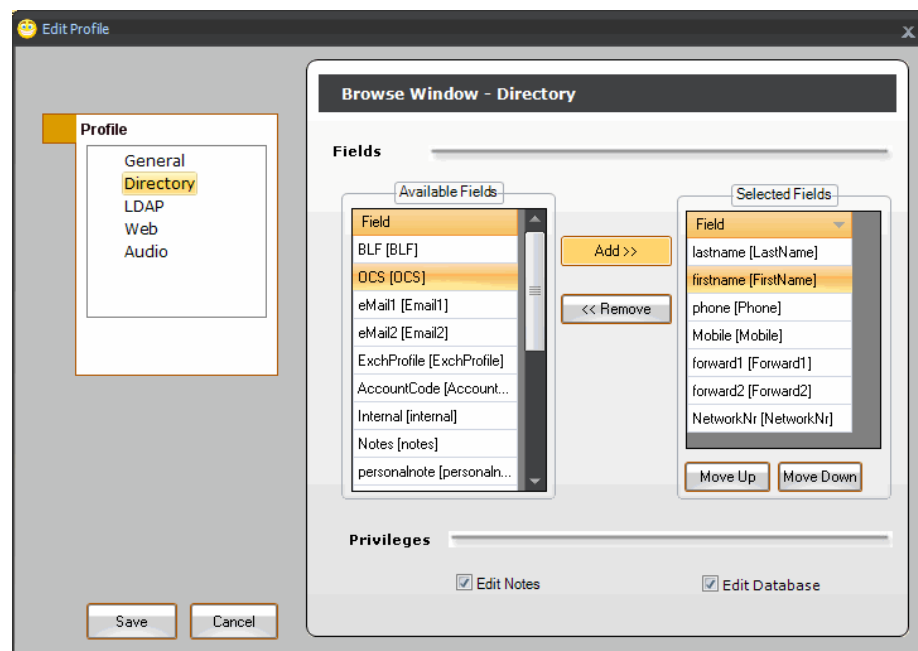 Edit Profile
x
Browse Window - Directory
Profile
General
Directory
LDAP
Web
Audio
Fields
Available Fields
Field
BLF [BLF]
OCS [OCS]
eMail1 [Email1]
eMail2 [Email2]
ExchProfile [ExchProfile]
AccountCode [Account...
Internal [internal]
Notes [notes]
personalnote [personaln...
Add >>
<< Remove
Selected Fields
Field
lastname [LastName]
firstname [FirstName]
phone [Phone]
Mobile [Mobile]
forward1 [Forward1]
forward2 [Forward2]
NetworkNr [NetworkNr]
Move Up Move Down
Privileges
Edit Notes Edit Database
Save Cancel